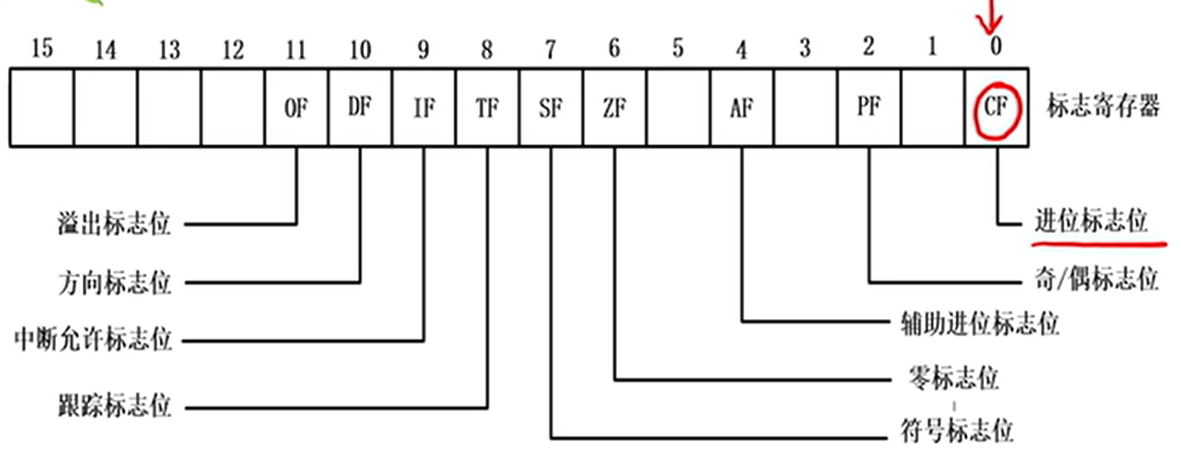 15 14 13 12 11 10 9 8 7 6 5 4 3 2 1 0
OF DF IF TF SF ZF AF PF CF 标志寄存器
溢出标志位
进位标志位
方向标志位
奇/偶标志位
中断允许标志位
辅助进位标志位
零标志位
跟踪标志位
符号标志位